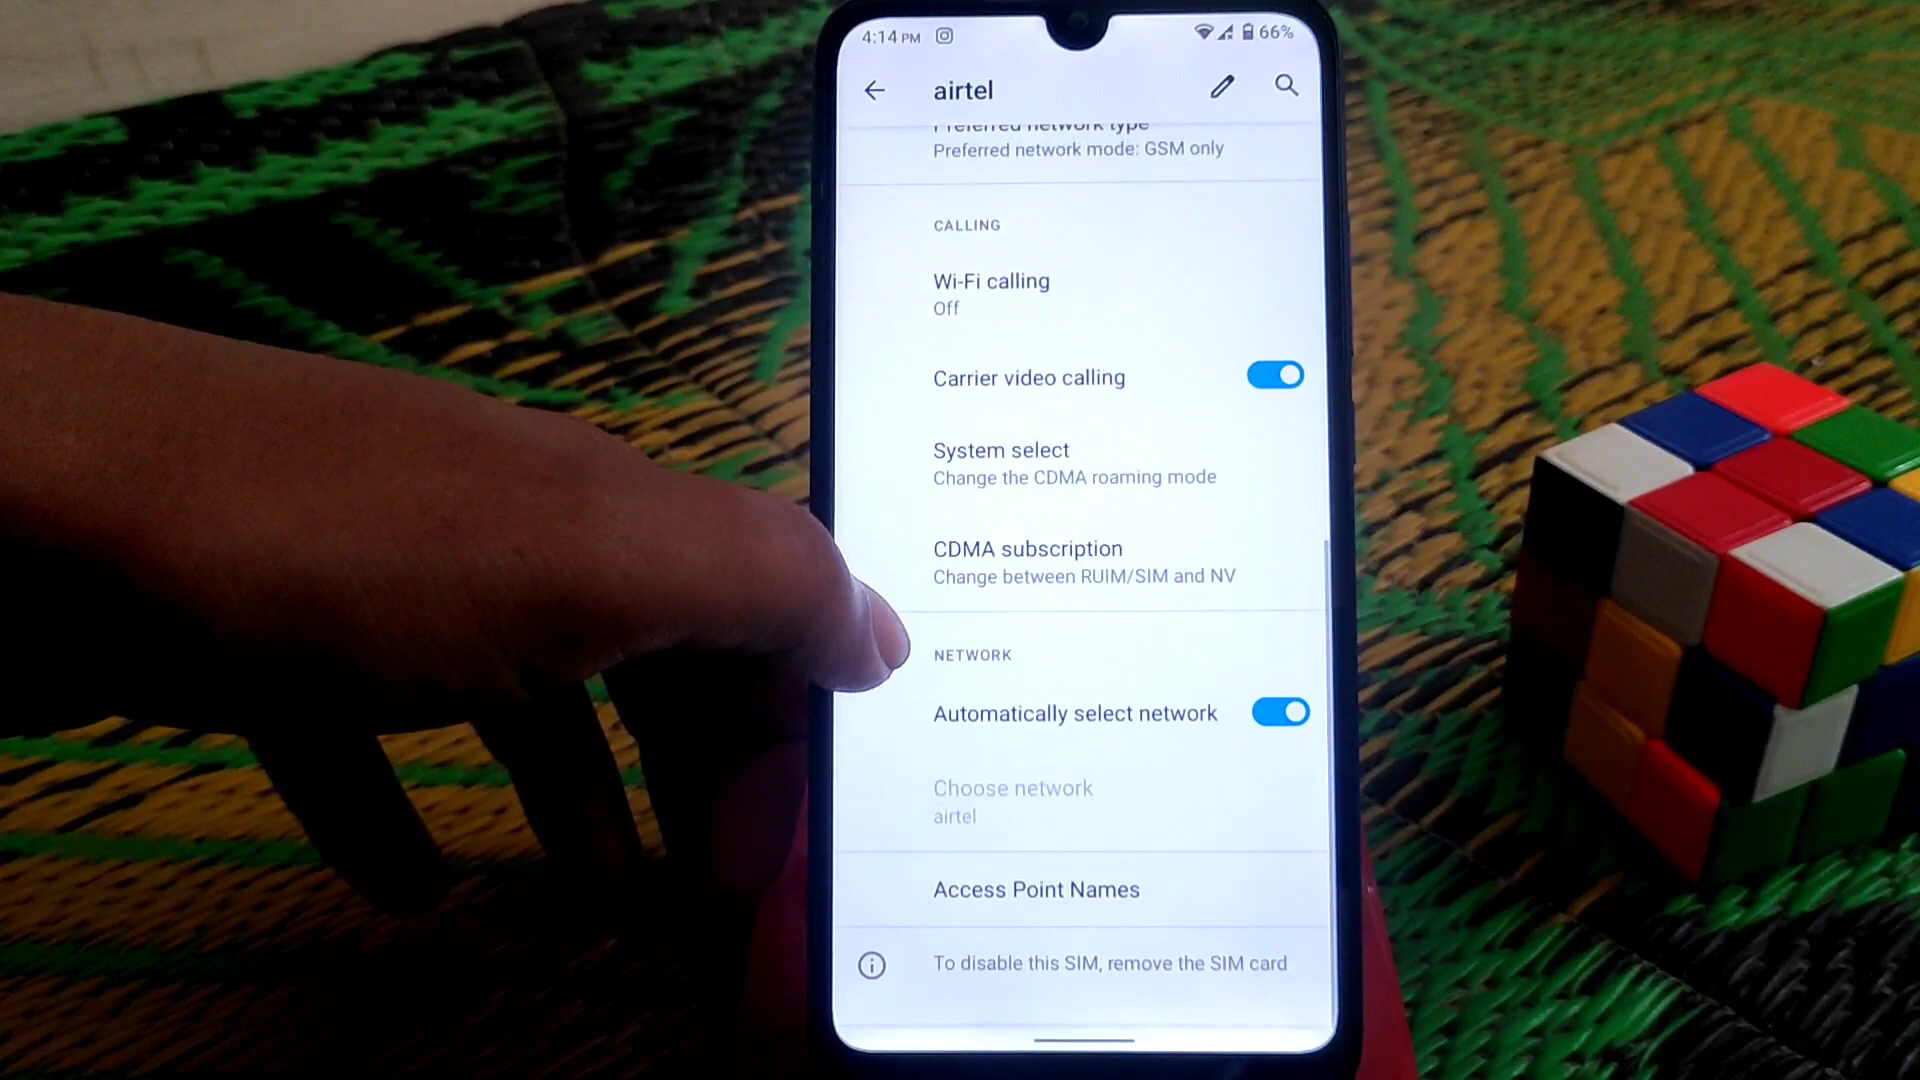 4:14 PM
66%
airtel
Preferred network type
Preferred network mode: GSM only
CALLING
Wi-Fi calling
Off
Carrier video calling
System select
Change the CDMA roaming mode
CDMA subscription
Change between RUIM/SIM and NV
NETWORK
Automatically select network
Choose network
airtel
Access Point Names
To disable this SIM, remove the SIM card